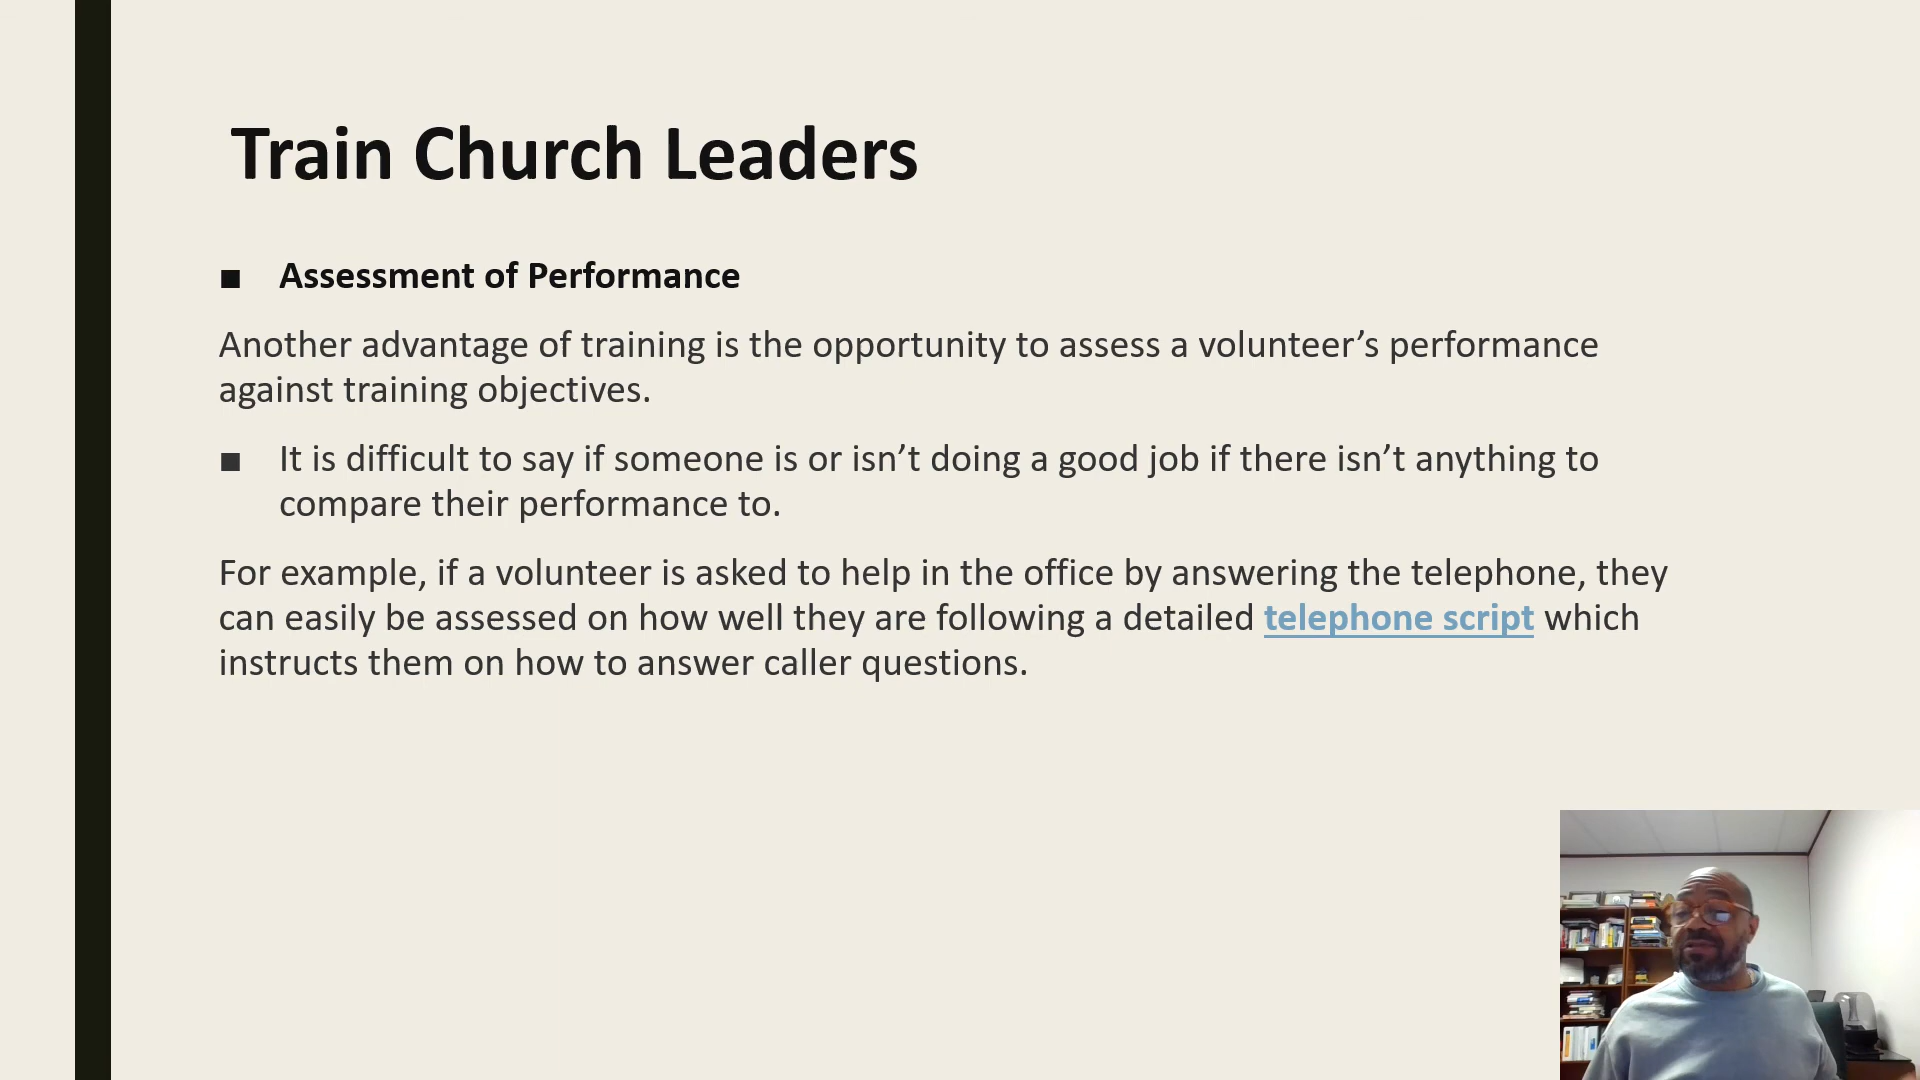 Train Church Leaders
■ Assessment of Performance
Another advantage of training is the opportunity to assess a volunteer’s performance
against training objectives.
■ It is difficult to say if someone is or isn’t doing a good job if there isn’t anything to
compare their performance to.
For example, if a volunteer is asked to help in the office by answering the telephone, they
can easily be assessed on how well they are following a detailed telephone script which
instructs them on how to answer caller questions.